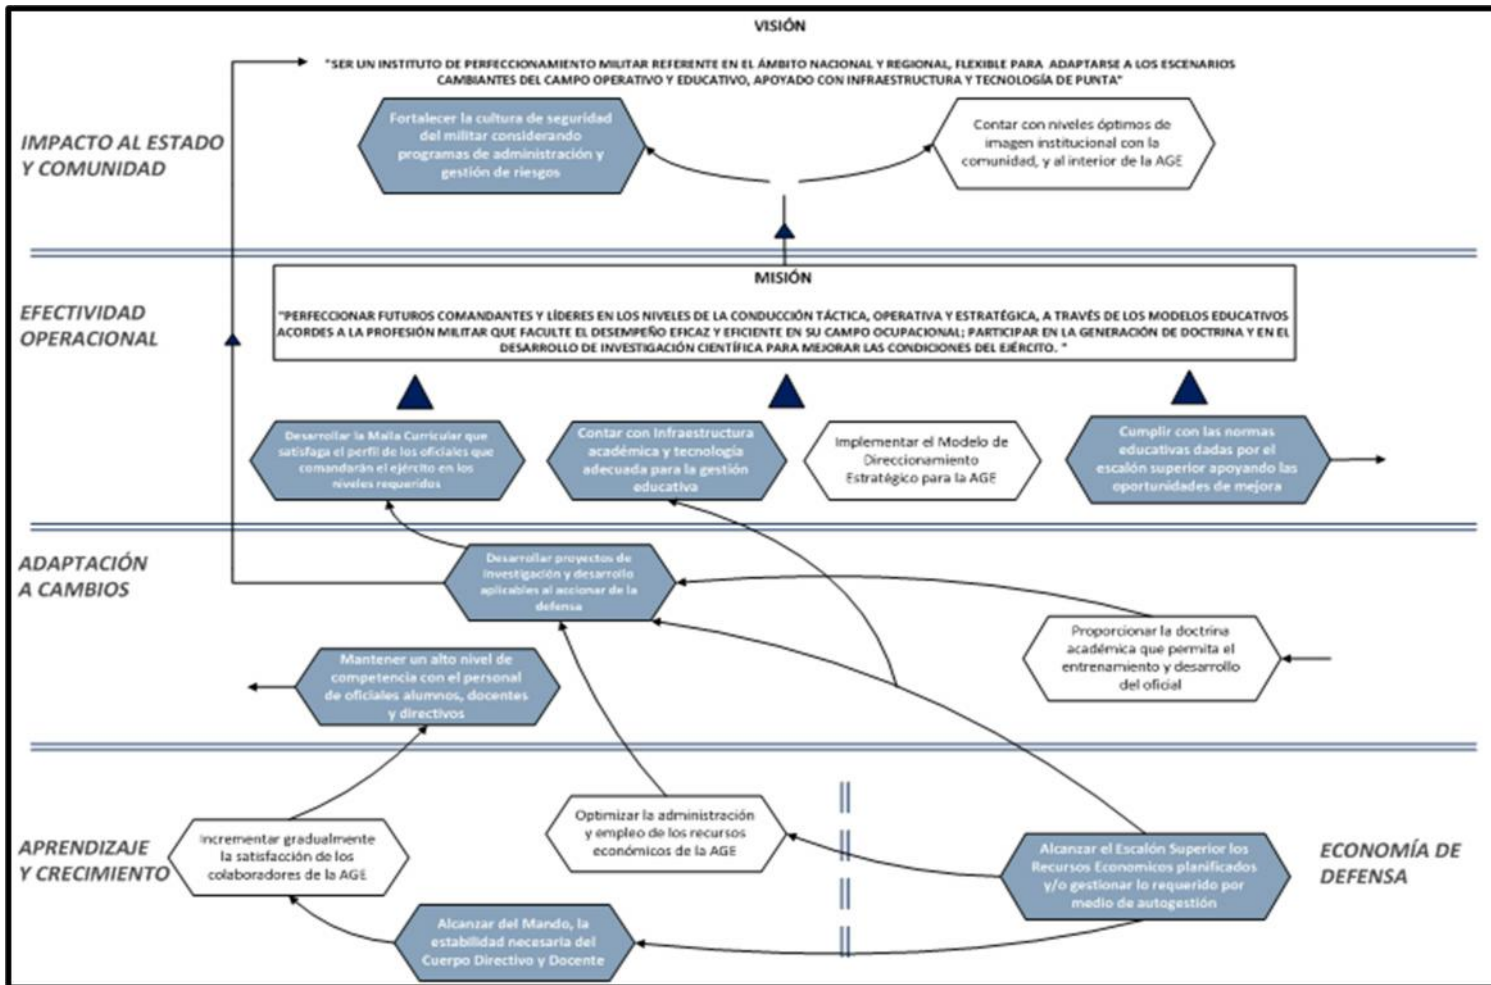 VISIÓN
"SER UN INSTITUTO DE PERFECCIONAMIENTO MILITAR REFERENTE EN EL ÁMBITO NACIONAL Y REGIONAL, FLEXIBLE PARA ADAPTARSE A LOS ESCENARIOS
CAMBIANTES DEL CAMPO OPERATIVO Y EDUCATIVO, APOYADO CON INFRAESTRUCTURA Y TECNOLOGÍA DE PUNTA"
IMPACTO AL ESTADO
Y COMUNIDAD
Fortalecer la cultura de seguridad
del militar considerando
programas de administración y
gestión de riesgos
Contar con niveles óptimos de
imagen institucional con la
comunidad, y al interior de la AGE
EFECTIVIDAD
OPERACIONAL
MISIÓN
"PERFECCIONAR FUTUROS COMANDANTES Y LÍDERES EN LOS NIVELES DE LA CONDUCCIÓN TÁCTICA, OPERATIVA Y ESTRATÉGICA, A TRAVÉS DE LOS MODELOS EDUCATIVOS
ACORDES A LA PROFESIÓN MILITAR QUE FACULTE EL DESEMPEÑO EFICAZ Y EFICIENTE EN SU CAMPO OCUPACIONAL; PARTICIPAR EN LA GENERACIÓN DE DOCTRINA Y EN EL
DESARROLLO DE INVESTIGACIÓN CIENTÍFICA PARA MEJORAR LAS CONDICIONES DEL EJÉRCITO. "
Desarrollar la Malla Curricular que
satisfaga el perfil de los oficiales que
comandarán el ejército en los
niveles requeridos
Contar con Infraestructura
académica y tecnología
adecuada para la gestión
educativa
Implementar el Modelo de
Direccionamiento
Estratégico para la AGE
Cumplir con las normas
educativas dadas por el
escalón superior apoyando las
oportunidades de mejora
ADAPTACIÓN
A CAMBIOS
Desarrollar proyectos de
investigación y desarrollo
aplicables al accionar de la
defensa
Proporcionar la doctrina
académica que permita el
entrenamiento y desarrollo
del oficial
Mantener un alto nivel de
competencia con el personal
de oficiales alumnos, docentes
y directivos
APRENDIZAJE
Y CRECIMIENTO
Incrementar gradualmente
la satisfacción de los
colaboradores de la AGE
Optimizar la administración
y empleo de los recursos
económicos de la AGE
Alcanzar el Escalón Superior los
Recursos Economicos planificados
y/o gestionar lo requerido por
medio de autogestión
ECONOMÍA DE
DEFENSA
Alcanzar del Mando, la
estabilidad necesaria del
Cuerpo Directivo y Docente